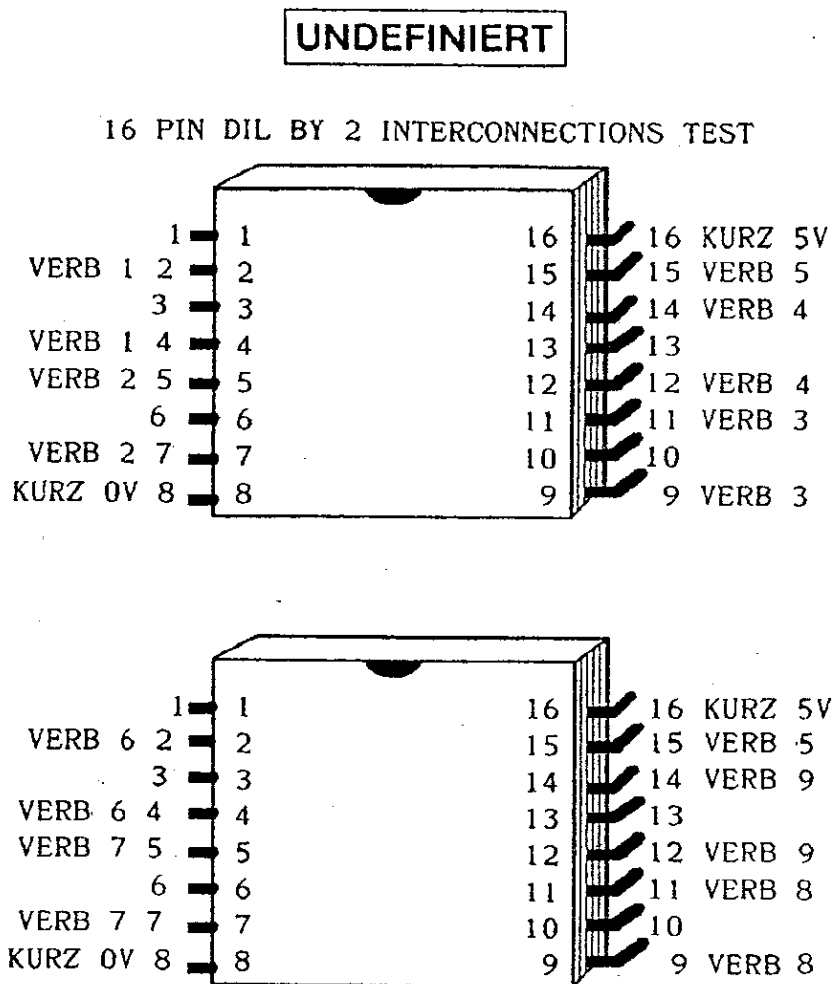 UNDEFINIERT
16 PIN DIL BY 2 INTERCONNECTIONS TEST
1 1 16 16 KURZ 5V
VERB 1 2 2 15 15 VERB 5
3 3 14 14 VERB 4
VERB 1 4 4 13 13
VERB 2 5 5 12 12 VERB 4
6 6 11 11 VERB 3
VERB 2 7 7 10 10
KURZ 0V 8 8 9 9 VERB 3
1 1 16 16 KURZ 5V
VERB 6 2 2 15 15 VERB 5
3 3 14 14 VERB 9
VERB 6 4 4 13 13
VERB 7 5 5 12 12 VERB 9
6 6 11 11 VERB 8
VERB 7 7 7 10 10
KURZ 0V 8 8 9 9 VERB 8